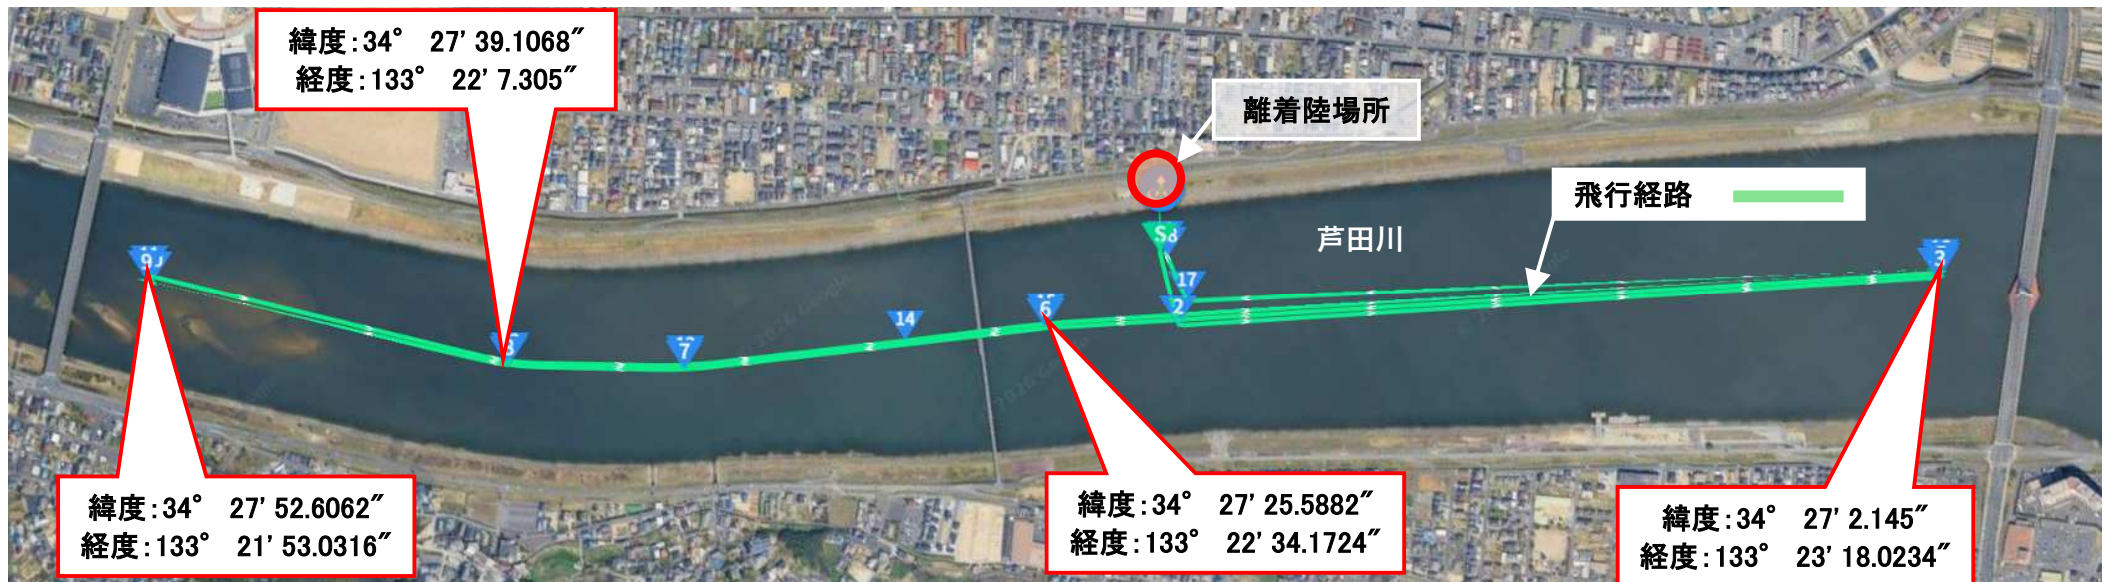 緯度：34° 27' 39.1068"
経度：133° 22' 7.305"
離着陸場所
飛行経路
芦田川
S
17
2
3
9
8
7
14
6
緯度：34° 27' 52.6062"
経度：133° 21' 53.0316"
緯度：34° 27' 25.5882"
経度：133° 22' 34.1724"
緯度：34° 27' 2.145"
経度：133° 23' 18.0234"